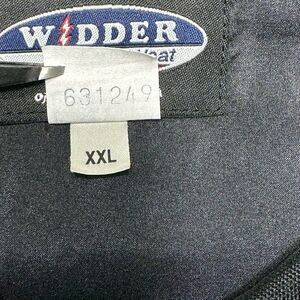 WIDDER
Heat
631249
XXL